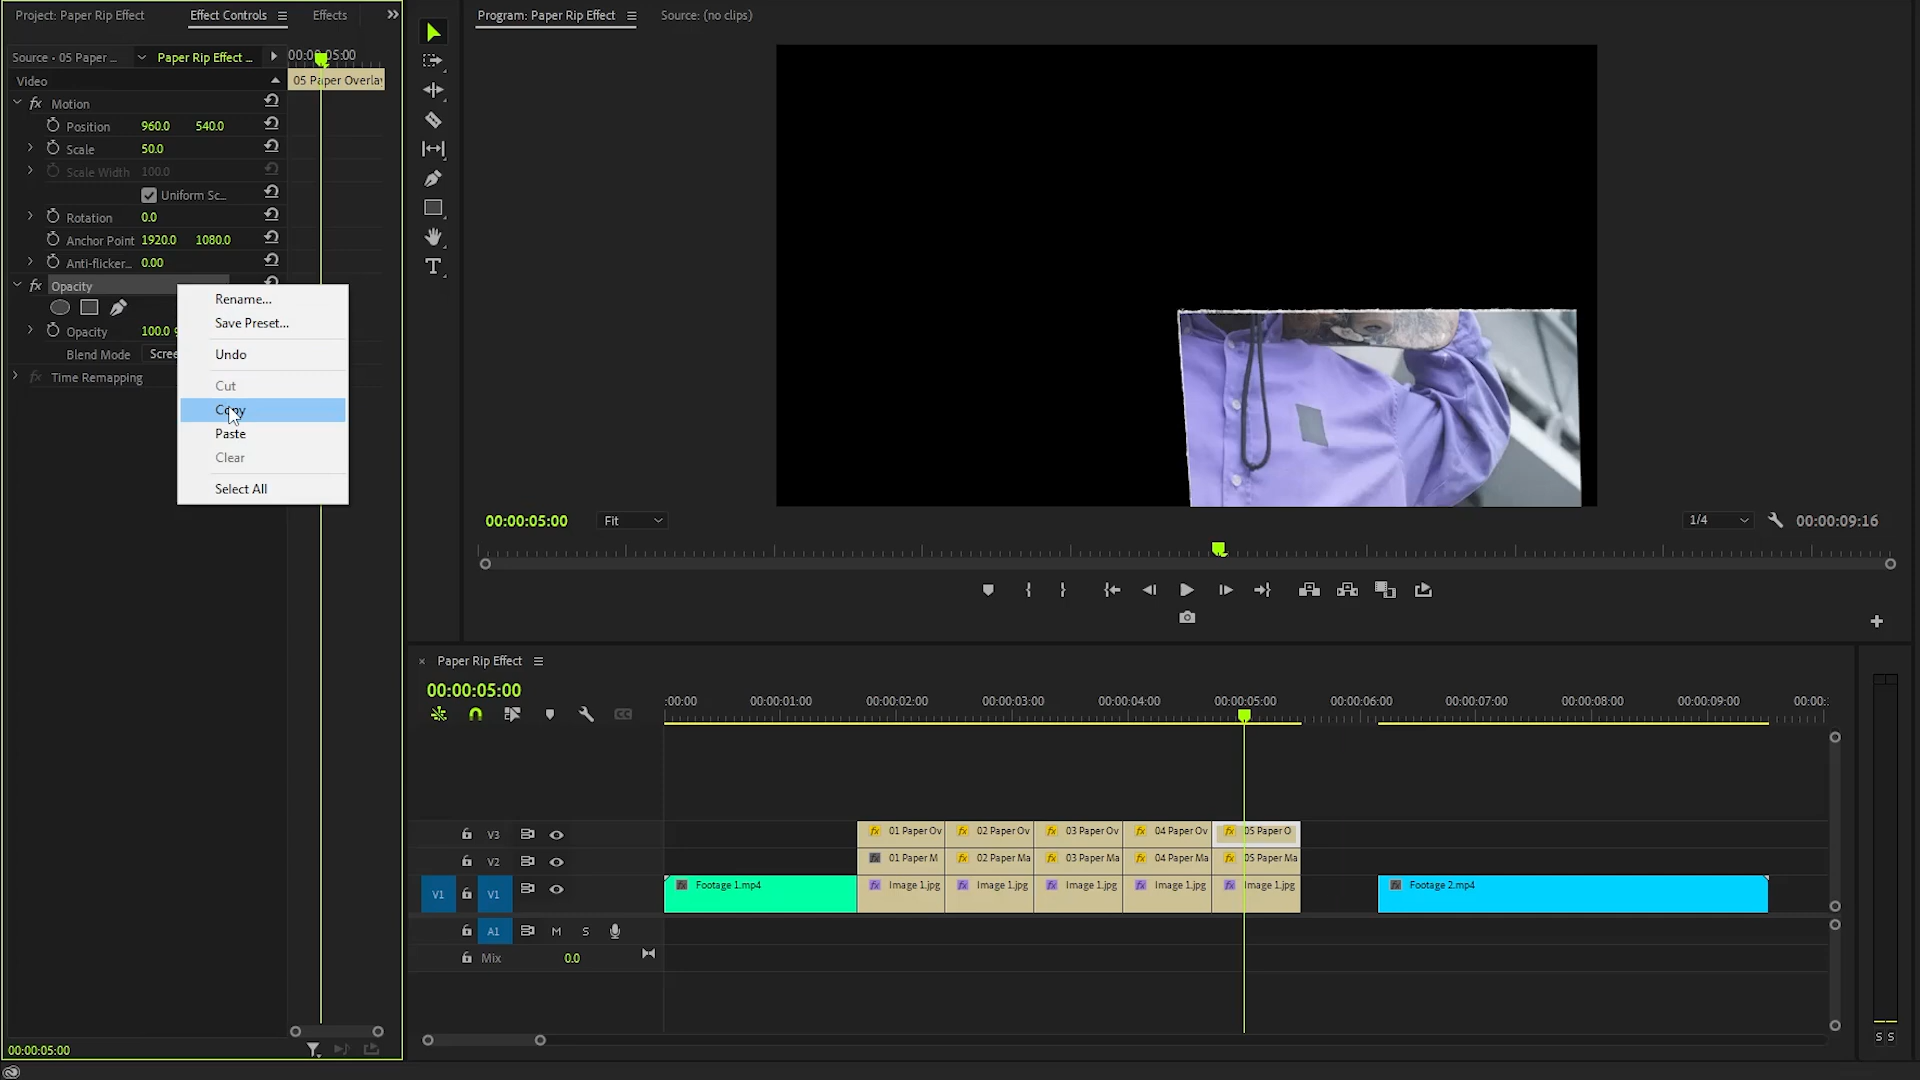 Project: Paper Rip Effect
Effect Controls
Effects
Program: Paper Rip Effect
Source: (no clips)
Source • 05 Paper ...
Paper Rip Effect ...
00:00:05:00
Video
05 Paper Overlay
Motion
Position 960.0 540.0
Scale 50.0
Scale Width 100.0
Uniform Sc...
Rotation 0.0
Anchor Point 1920.0 1080.0
Anti-flicker... 0.00
Opacity
Opacity 100.0
Blend Mode Scree
Time Remapping
Rename...
Save Preset...
Undo
Cut
Copy
Paste
Clear
Select All
00:00:05:00
Fit
1/4
00:00:09:16
Paper Rip Effect
00:00:05:00
:00:00 00:00:01:00 00:00:02:00 00:00:03:00 00:00:04:00 00:00:05:00 00:00:06:00 00:00:07:00 00:00:08:00 00:00:09:00 00:00:
V3
01 Paper Ov 02 Paper Ov 03 Paper Ov 04 Paper Ov 05 Paper O
V2
01 Paper M 02 Paper Ma 03 Paper Ma 04 Paper Ma 05 Paper Ma
V1 V1
Footage 1.mp4 Image 1.jpg Image 1.jpg Image 1.jpg Image 1.jpg Image 1.jpg Footage 2.mp4
A1 M S
Mix 0.0
S S
00:00:05:00